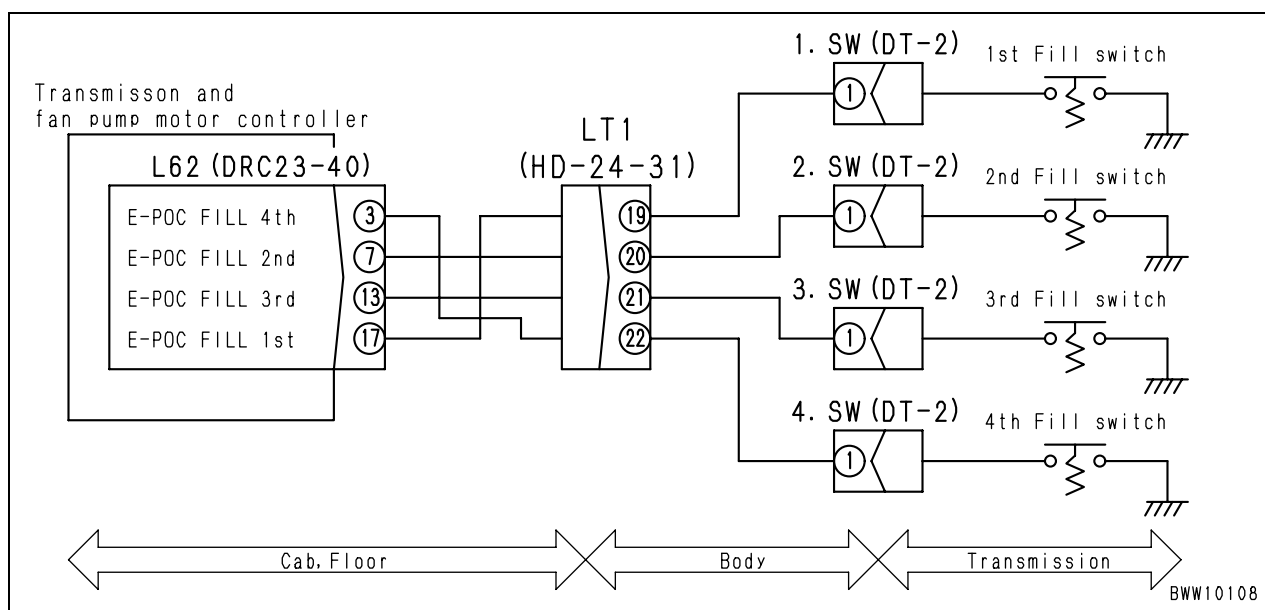 Transmisson and
fan pump motor controller
L62 (DRC23-40)
E-POC FILL 4th
3
E-POC FILL 2nd
7
E-POC FILL 3rd
13
E-POC FILL 1st
17
LT1
(HD-24-31)
19
20
21
22
1. SW (DT-2)
1
1st Fill switch
2. SW (DT-2)
1
2nd Fill switch
3. SW (DT-2)
1
3rd Fill switch
4. SW (DT-2)
1
4th Fill switch
Cab, Floor
Body
Transmission
BWW10108